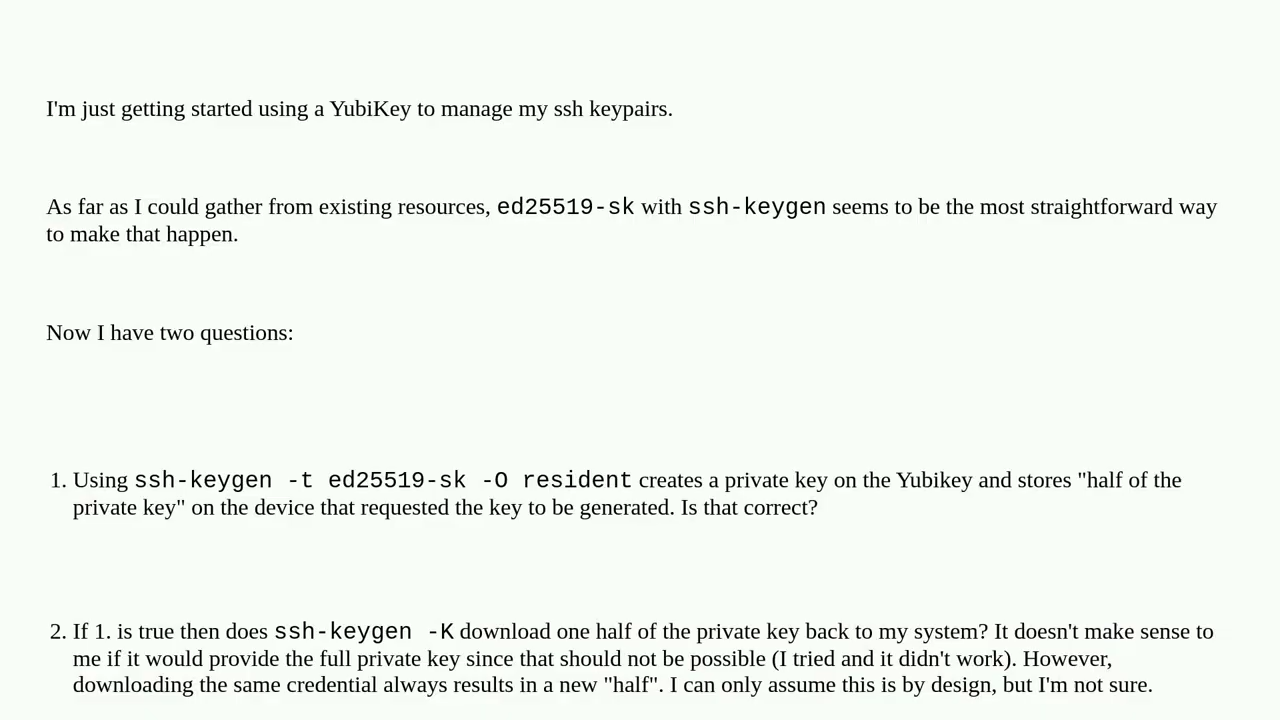 I'm just getting started using a YubiKey to manage my ssh keypairs.
As far as I could gather from existing resources, ed25519-sk with ssh-keygen seems to be the most straightforward way
to make that happen.
Now I have two questions:
1. Using ssh-keygen -t ed25519-sk -O resident creates a private key on the Yubikey and stores "half of the
private key" on the device that requested the key to be generated. Is that correct?
2. If 1. is true then does ssh-keygen -K download one half of the private key back to my system? It doesn't make sense to
me if it would provide the full private key since that should not be possible (I tried and it didn't work). However,
downloading the same credential always results in a new "half". I can only assume this is by design, but I'm not sure.